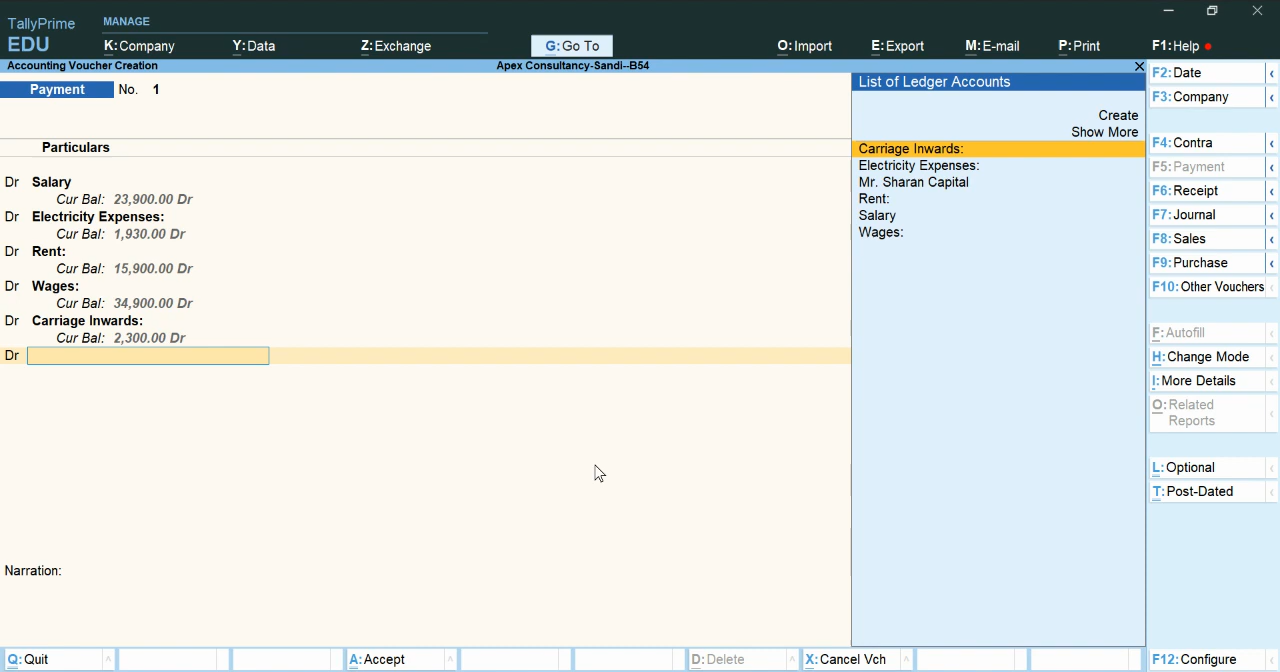 TallyPrime
EDU
MANAGE
K:Company
Y:Data
Z:Exchange
G:Go To
O:Import
E:Export
M:E-mail
P:Print
F1:Help
Accounting Voucher Creation
Apex Consultancy-Sandi--B54
Payment No. 1
Particulars
Dr Salary
Cur Bal: 23,900.00 Dr
Dr Electricity Expenses:
Cur Bal: 1,930.00 Dr
Dr Rent:
Cur Bal: 15,900.00 Dr
Dr Wages:
Cur Bal: 34,900.00 Dr
Dr Carriage Inwards:
Cur Bal: 2,300.00 Dr
Dr
Narration:
List of Ledger Accounts
Create
Show More
Carriage Inwards:
Electricity Expenses:
Mr. Sharan Capital
Rent:
Salary
Wages:
F2:Date
F3:Company
F4:Contra
F5:Payment
F6:Receipt
F7:Journal
F8:Sales
F9:Purchase
F10:Other Vouchers
F:Autofill
H:Change Mode
I:More Details
O:Related
Reports
L:Optional
T:Post-Dated
Q:Quit
A:Accept
D:Delete
X:Cancel Vch
F12:Configure